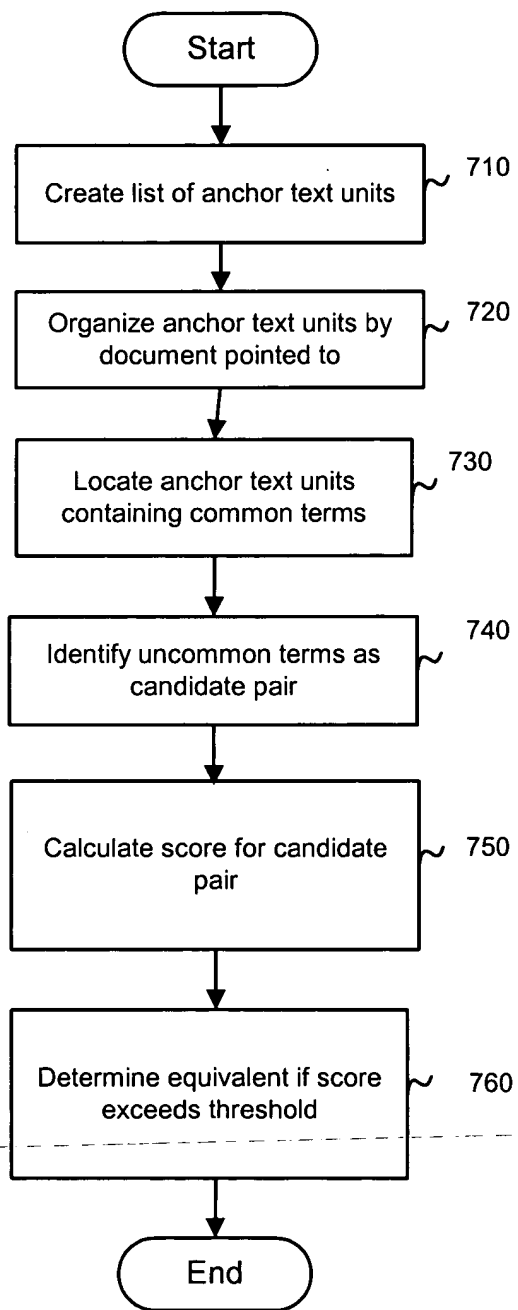 Start
710
Create list of anchor text units
720
Organize anchor text units by
document pointed to
730
Locate anchor text units
containing common terms
740
Identify uncommon terms as
candidate pair
750
Calculate score for candidate
pair
760
Determine equivalent if score
exceeds threshold
End